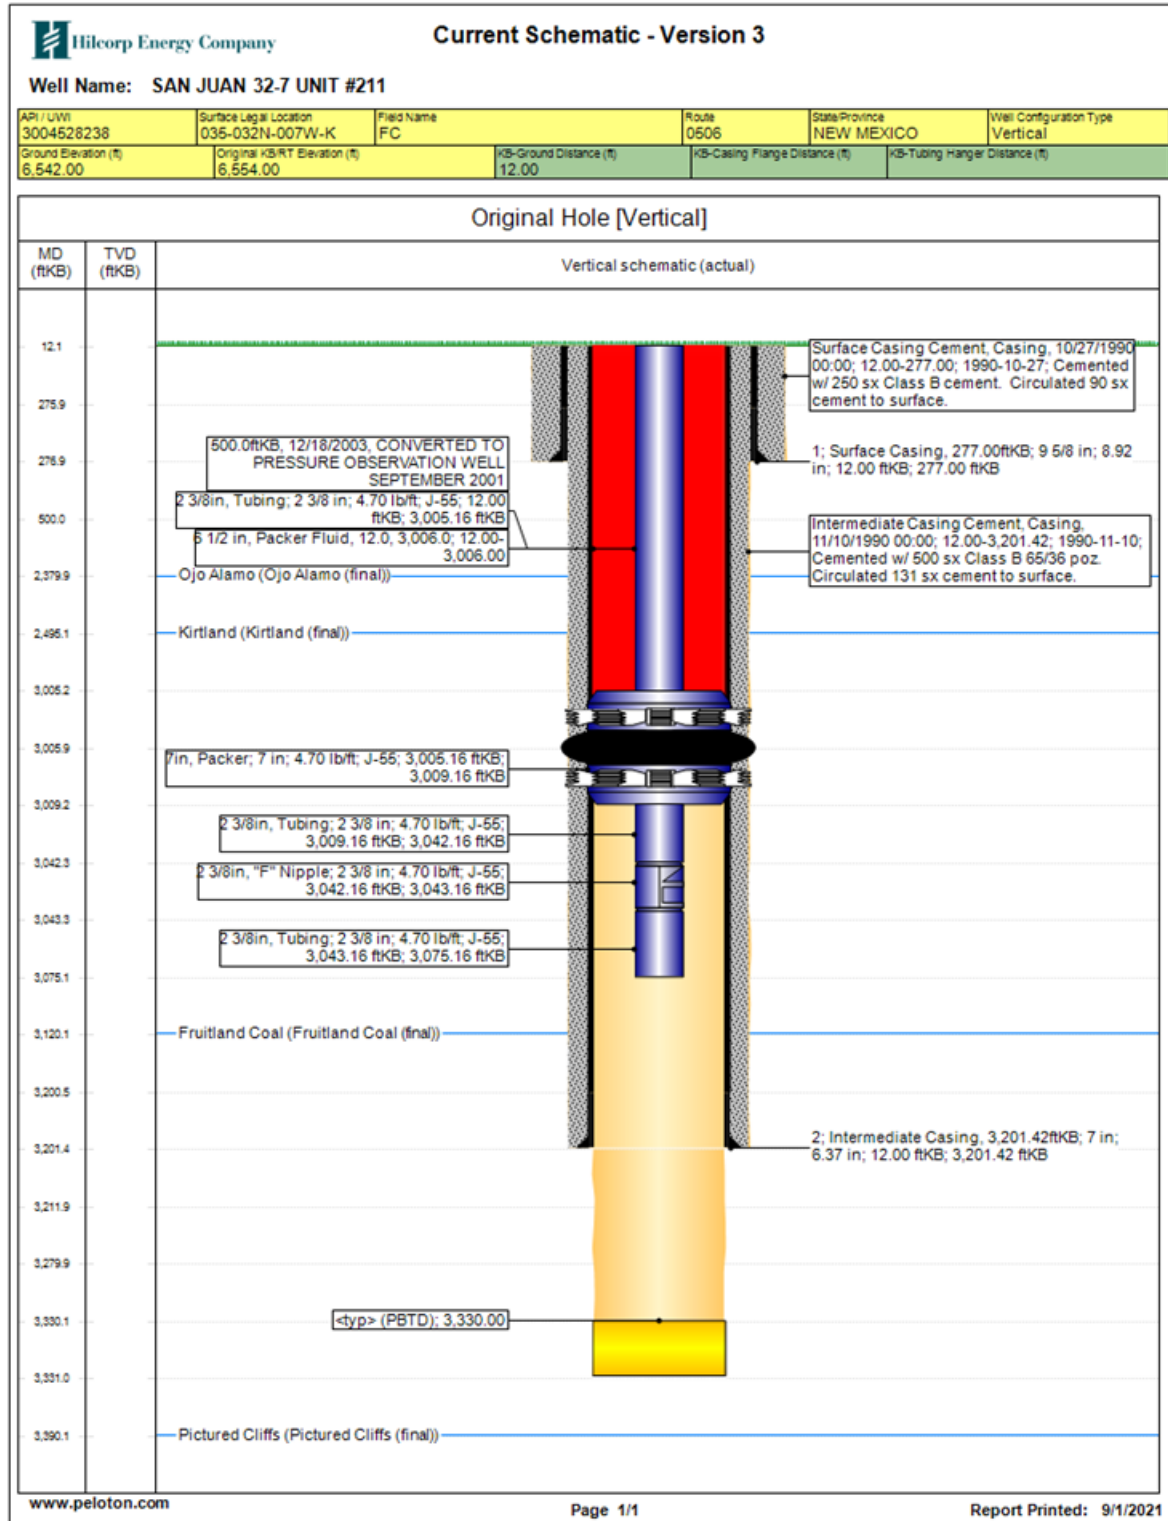 Hilcorp Energy Company
Current Schematic - Version 3
Well Name: SAN JUAN 32-7 UNIT #211
API / UWI
3004528238
Surface Legal Location
035-032N-007W-K
Field Name
FC
Route
0506
State/Province
NEW MEXICO
Well Configuration Type
Vertical
Ground Elevation (ft)
6,542.00
Original KB/RT Elevation (ft)
6,554.00
KB-Ground Distance (ft)
12.00
KB-Casing Flange Distance (ft)
KB-Tubing Hanger Distance (ft)
Original Hole [Vertical]
MD
(ftKB)
TVD
(ftKB)
Vertical schematic (actual)
12.1
275.9
276.9
500.0
2,379.9
2,495.1
3,005.2
3,005.9
3,009.2
3,042.3
3,043.3
3,075.1
3,120.1
3,200.5
3,201.4
3,211.9
3,279.9
3,330.1
3,331.0
3,390.1
Surface Casing Cement, Casing, 10/27/1990
00:00; 12.00-277.00; 1990-10-27; Cemented
w/ 250 sx Class B cement. Circulated 90 sx
cement to surface.
500.0ftKB, 12/18/2003, CONVERTED TO
PRESSURE OBSERVATION WELL
SEPTEMBER 2001
1; Surface Casing, 277.00ftKB; 9 5/8 in; 8.92
in; 12.00 ftKB; 277.00 ftKB
2 3/8in, Tubing; 2 3/8 in; 4.70 lb/ft; J-55; 12.00
ftKB; 3,005.16 ftKB
6 1/2 in, Packer Fluid, 12.0, 3,006.0; 12.00-
3,006.00
Intermediate Casing Cement, Casing,
11/10/1990 00:00; 12.00-3,201.42; 1990-11-10;
Cemented w/ 500 sx Class B 65/36 poz.
Circulated 131 sx cement to surface.
Ojo Alamo (Ojo Alamo (final))
Kirtland (Kirtland (final))
7in, Packer; 7 in; 4.70 lb/ft; J-55; 3,005.16 ftKB;
3,009.16 ftKB
2 3/8in, Tubing; 2 3/8 in; 4.70 lb/ft; J-55;
3,009.16 ftKB; 3,042.16 ftKB
2 3/8in, "F" Nipple; 2 3/8 in; 4.70 lb/ft; J-55;
3,042.16 ftKB; 3,043.16 ftKB
2 3/8in, Tubing; 2 3/8 in; 4.70 lb/ft; J-55;
3,043.16 ftKB; 3,075.16 ftKB
Fruitland Coal (Fruitland Coal (final))
2; Intermediate Casing, 3,201.42ftKB; 7 in;
6.37 in; 12.00 ftKB; 3,201.42 ftKB
<typ> (PBTD); 3,330.00
Pictured Cliffs (Pictured Cliffs (final))
www.peloton.com
Page 1/1
Report Printed: 9/1/2021